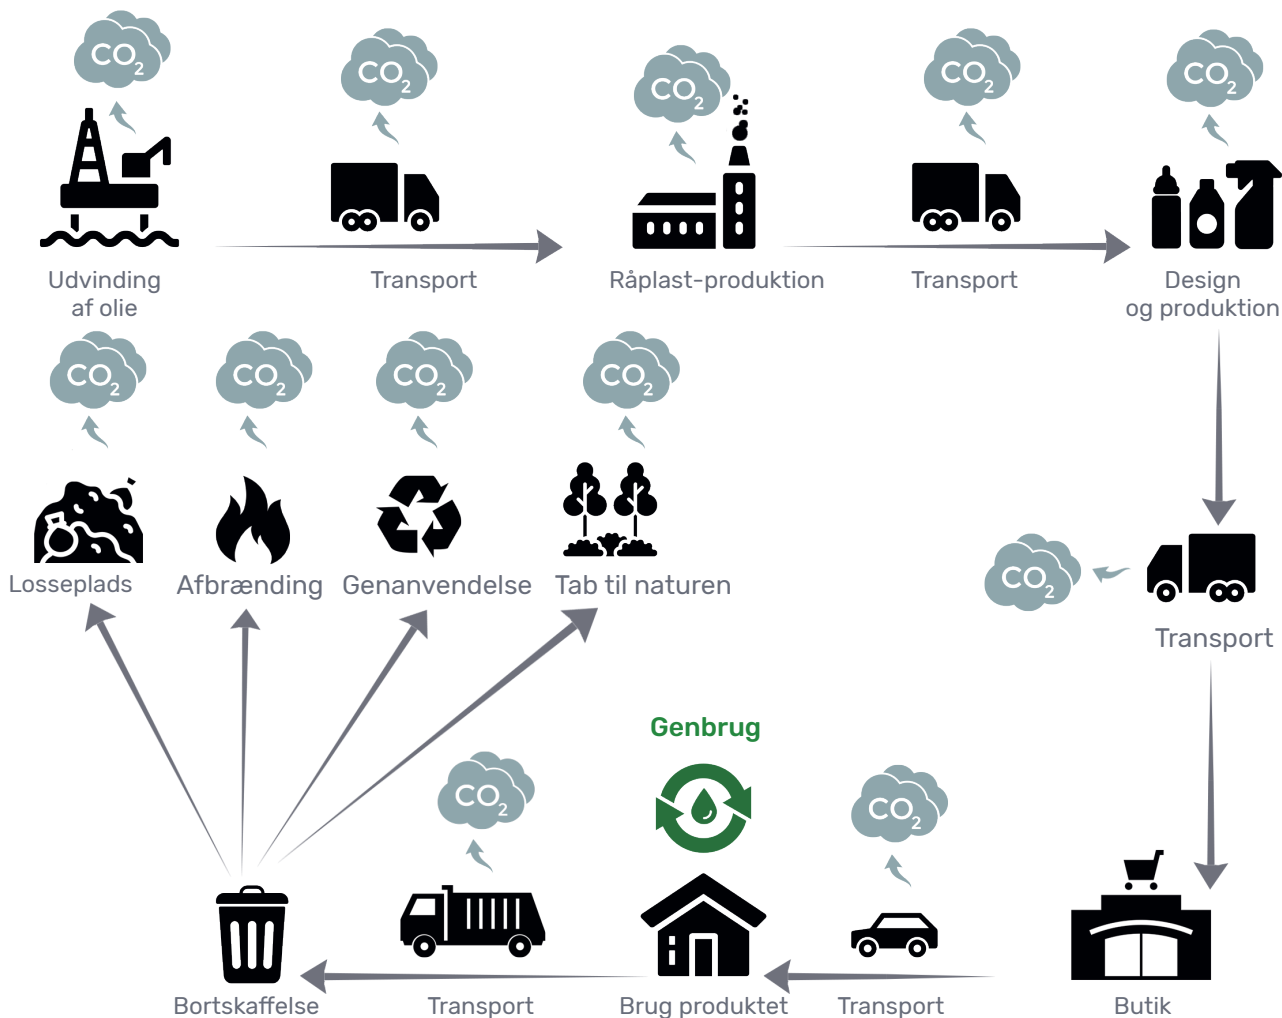 CO2
CO2
CO2
CO2
CO2
Udvinding
af olie
Transport
Råplast-produktion
Transport
Design
og produktion
CO2
CO2
CO2
CO2
Losseplads
Afbrænding
Genanvendelse
Tab til naturen
CO2
Transport
Genbrug
CO2
CO2
Bortskaffelse
Transport
Brug produktet
Transport
Butik